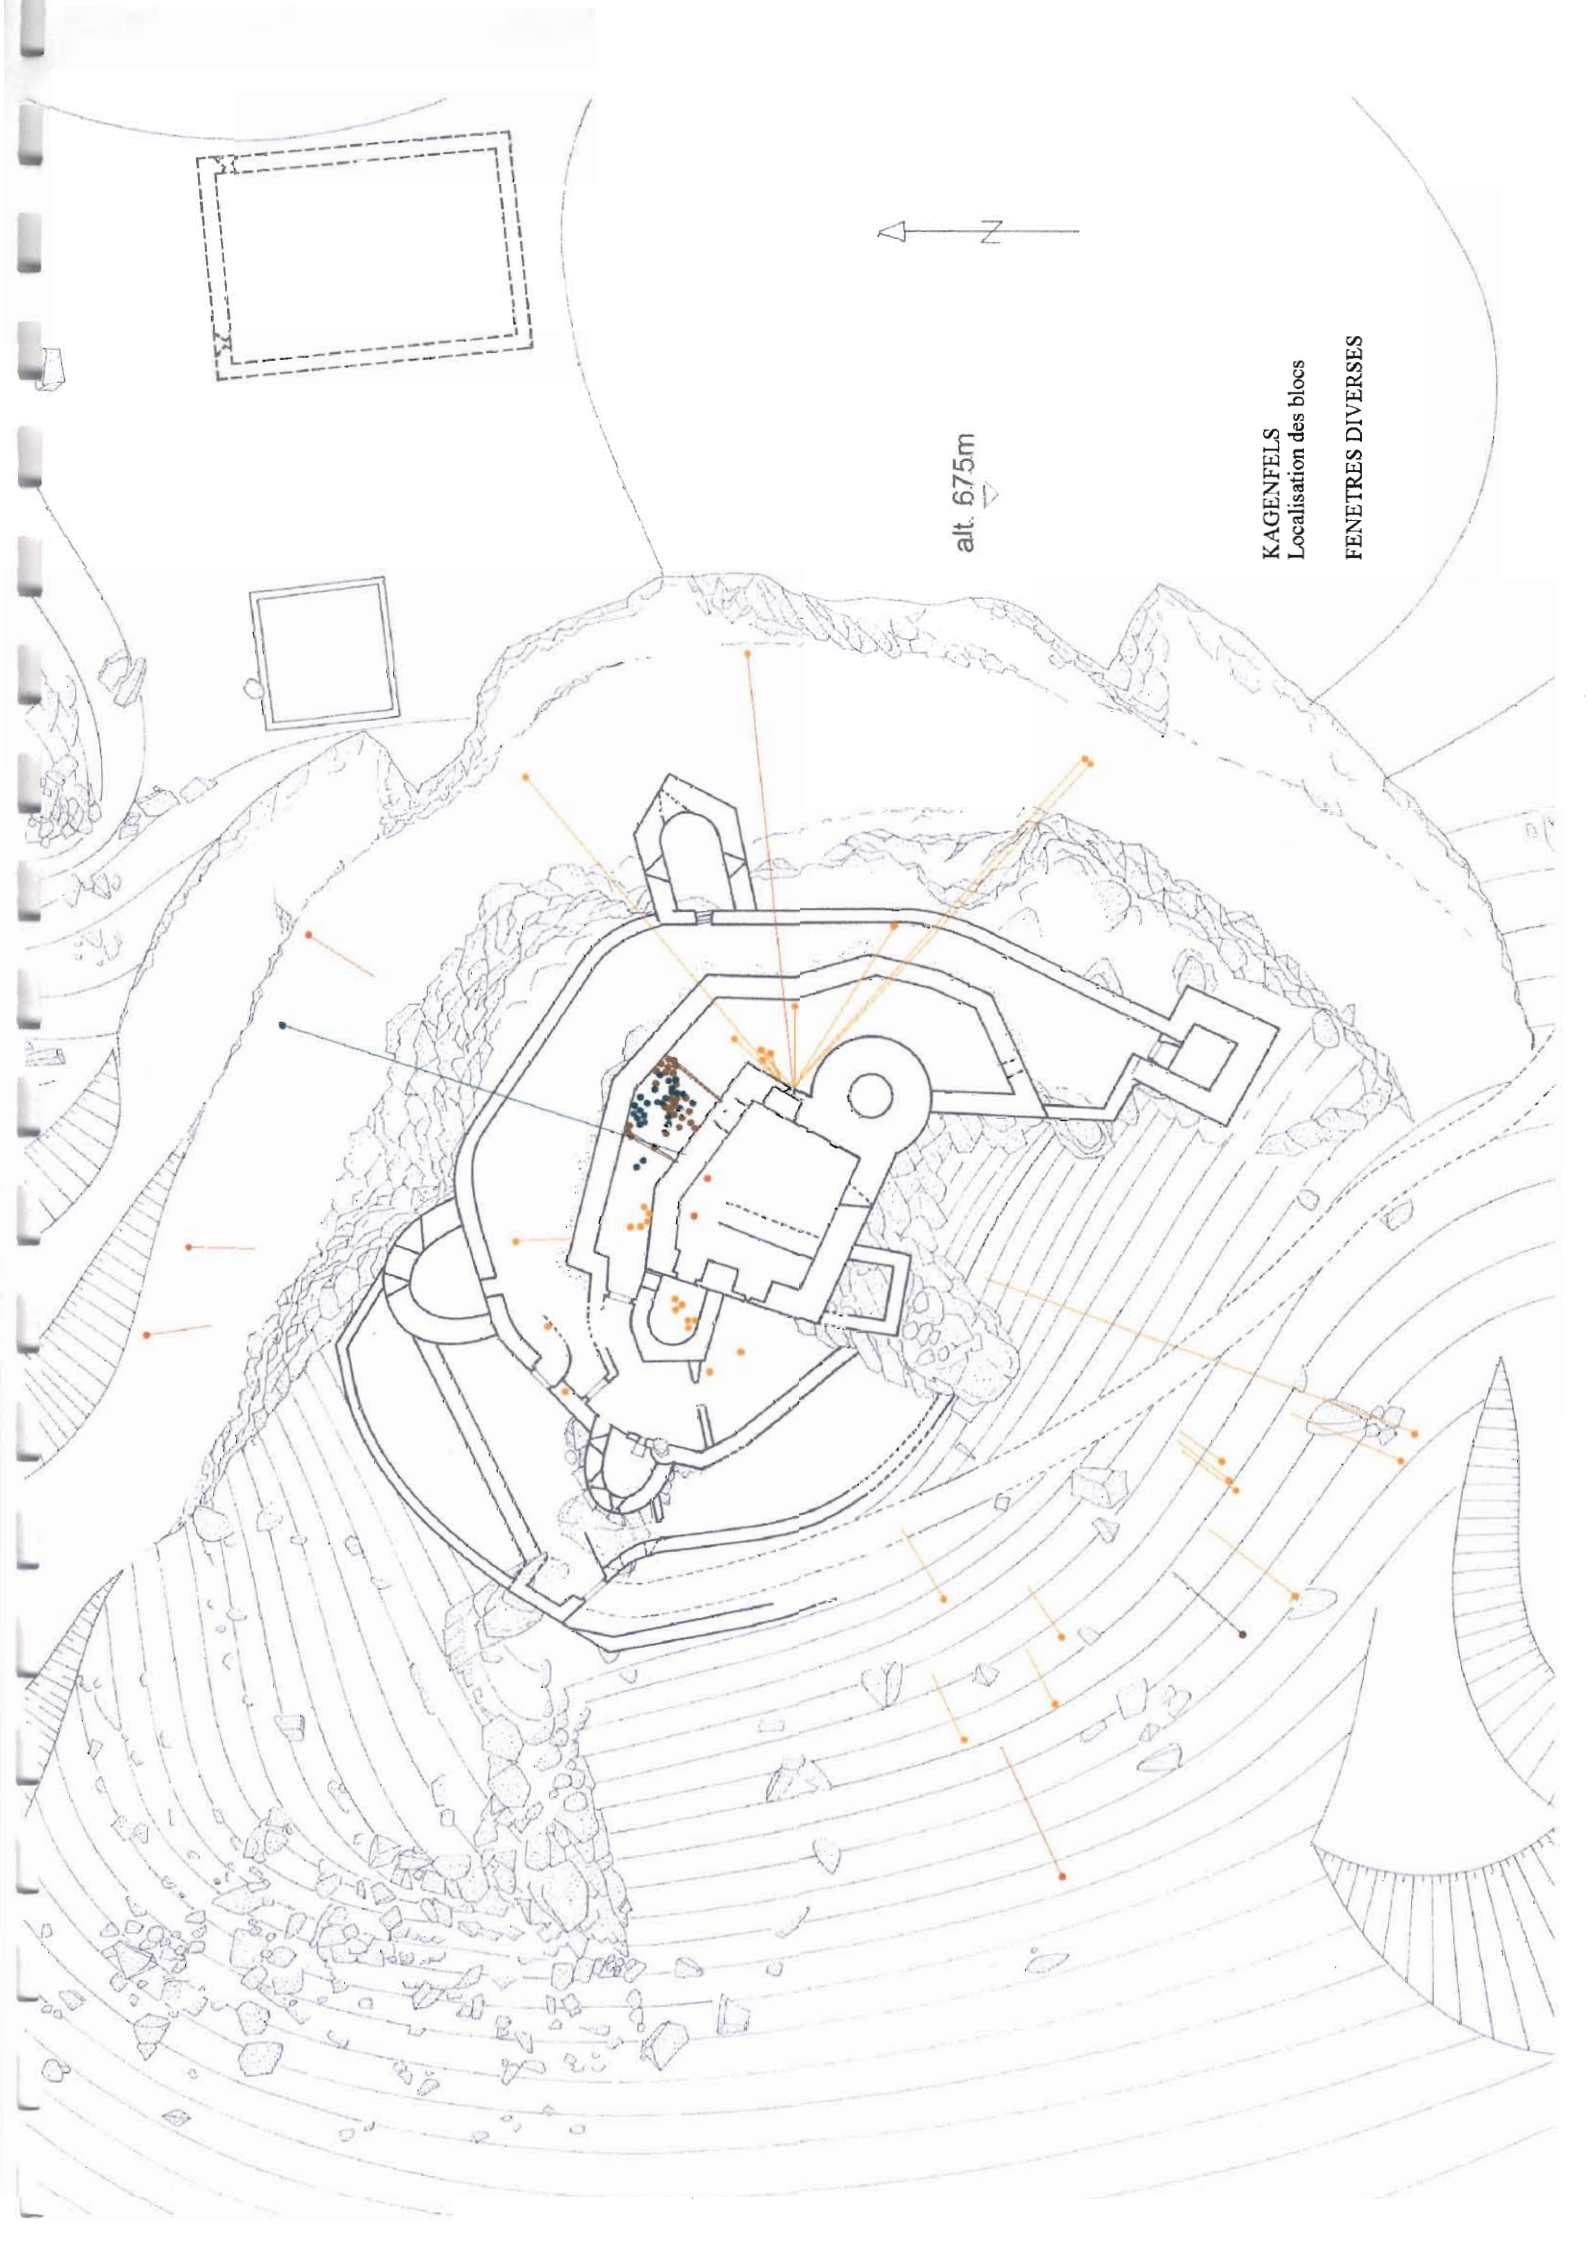 N
alt. 675m
KAGENFELS
Localisation des blocs
FENETRES DIVERSES